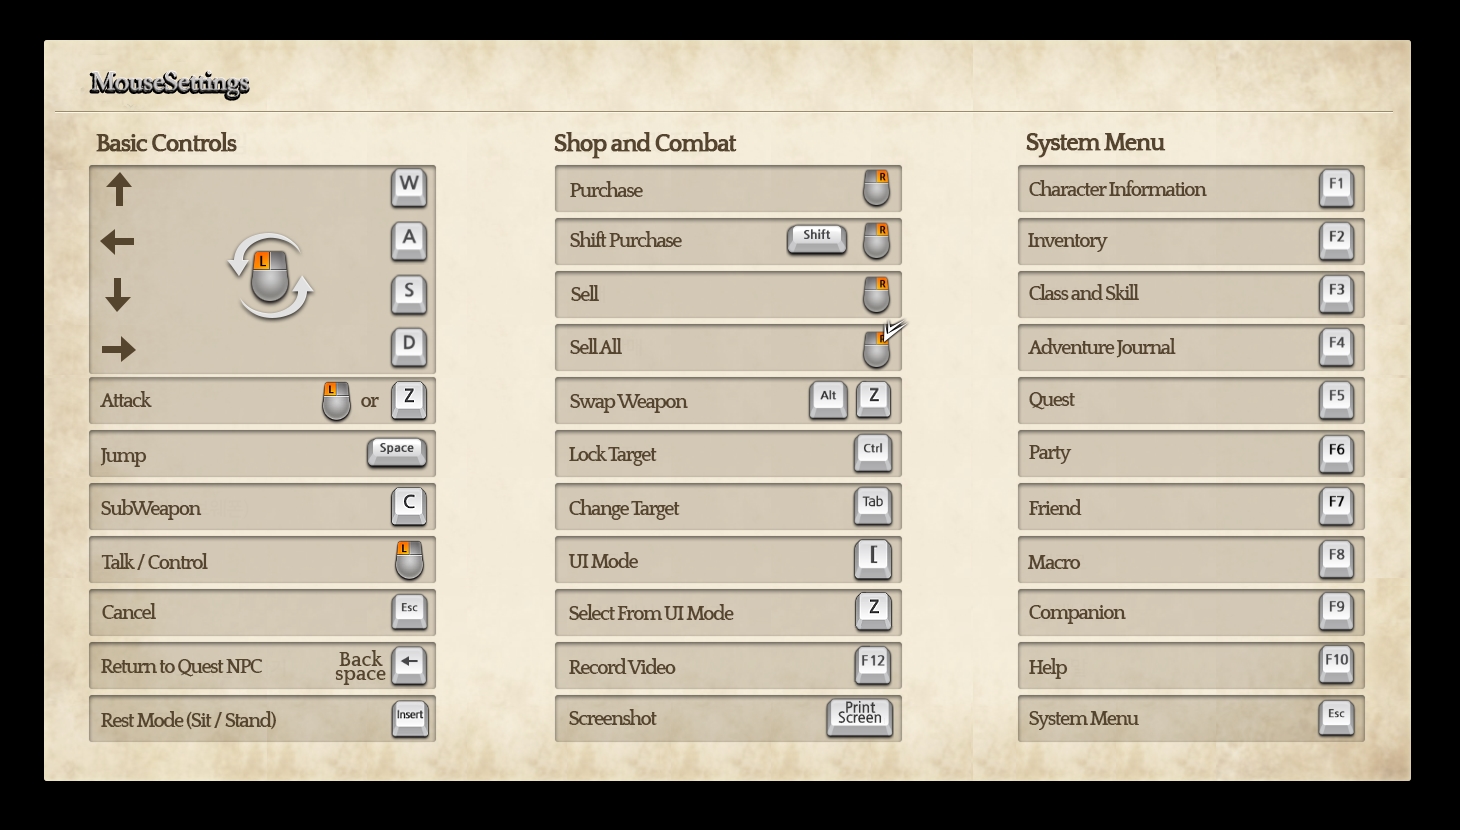 MouseSettings
Basic Controls
W
A
L
S
D
Attack L or Z
Jump Space
SubWeapon C
Talk / Control L
Cancel Esc
Return to Quest NPC Back space
Rest Mode (Sit / Stand) Insert
Shop and Combat
Purchase R
Shift Purchase Shift R
Sell R
Sell All
Swap Weapon Alt Z
Lock Target Ctrl
Change Target Tab
UI Mode [
Select From UI Mode Z
Record Video F12
Screenshot Print Screen
System Menu
Character Information F1
Inventory F2
Class and Skill F3
Adventure Journal F4
Quest F5
Party F6
Friend F7
Macro F8
Companion F9
Help F10
System Menu Esc